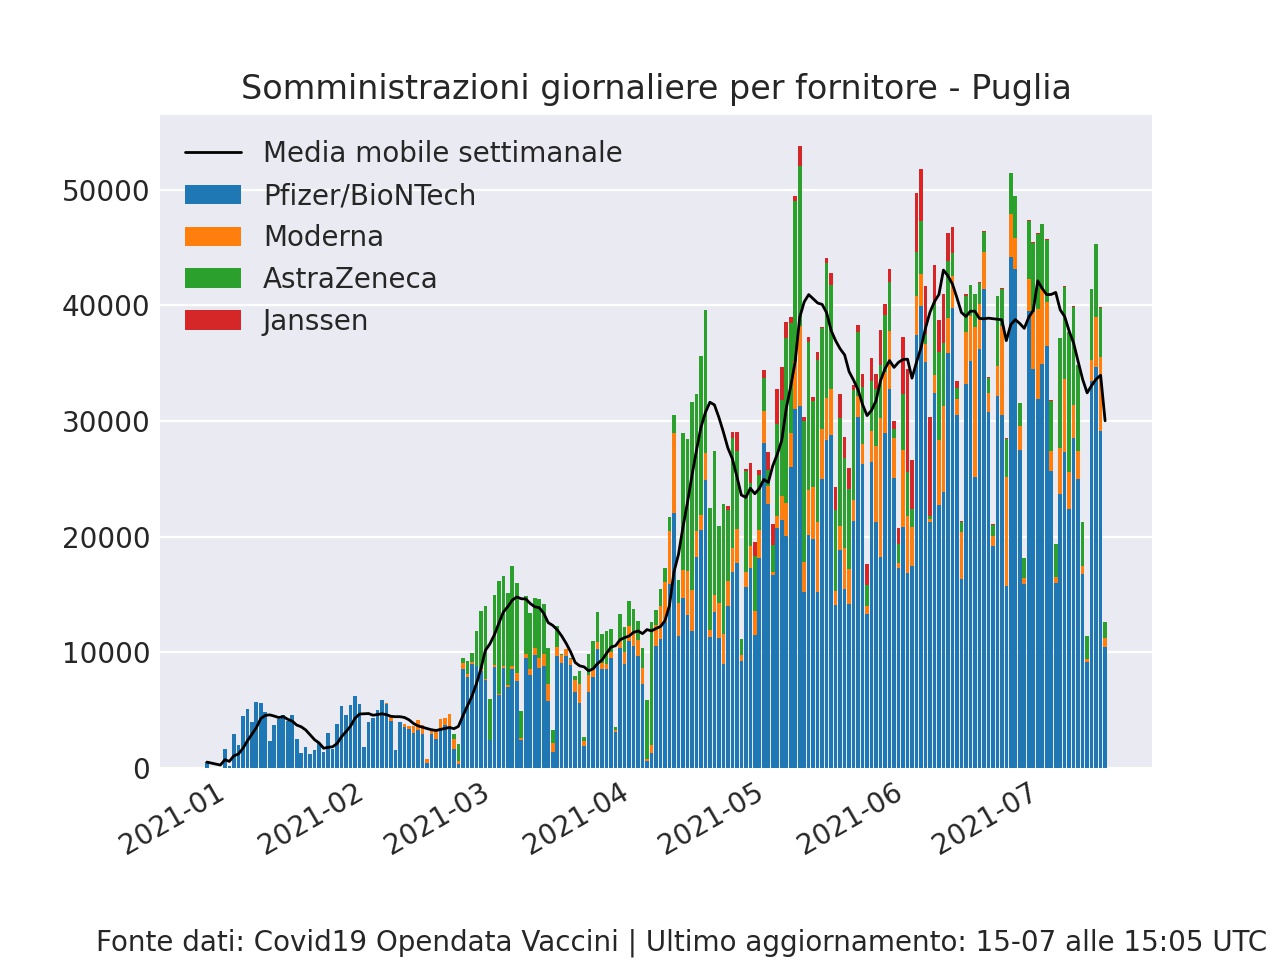 Somministrazioni giornaliere per fornitore - Puglia
Media mobile settimanale
Pfizer/BioNTech
Moderna
AstraZeneca
Janssen
50000
40000
30000
20000
10000
0
2021-01
2021-02
2021-03
2021-04
2021-05
2021-06
2021-07
Fonte dati: Covid19 Opendata Vaccini | Ultimo aggiornamento: 15-07 alle 15:05 UTC